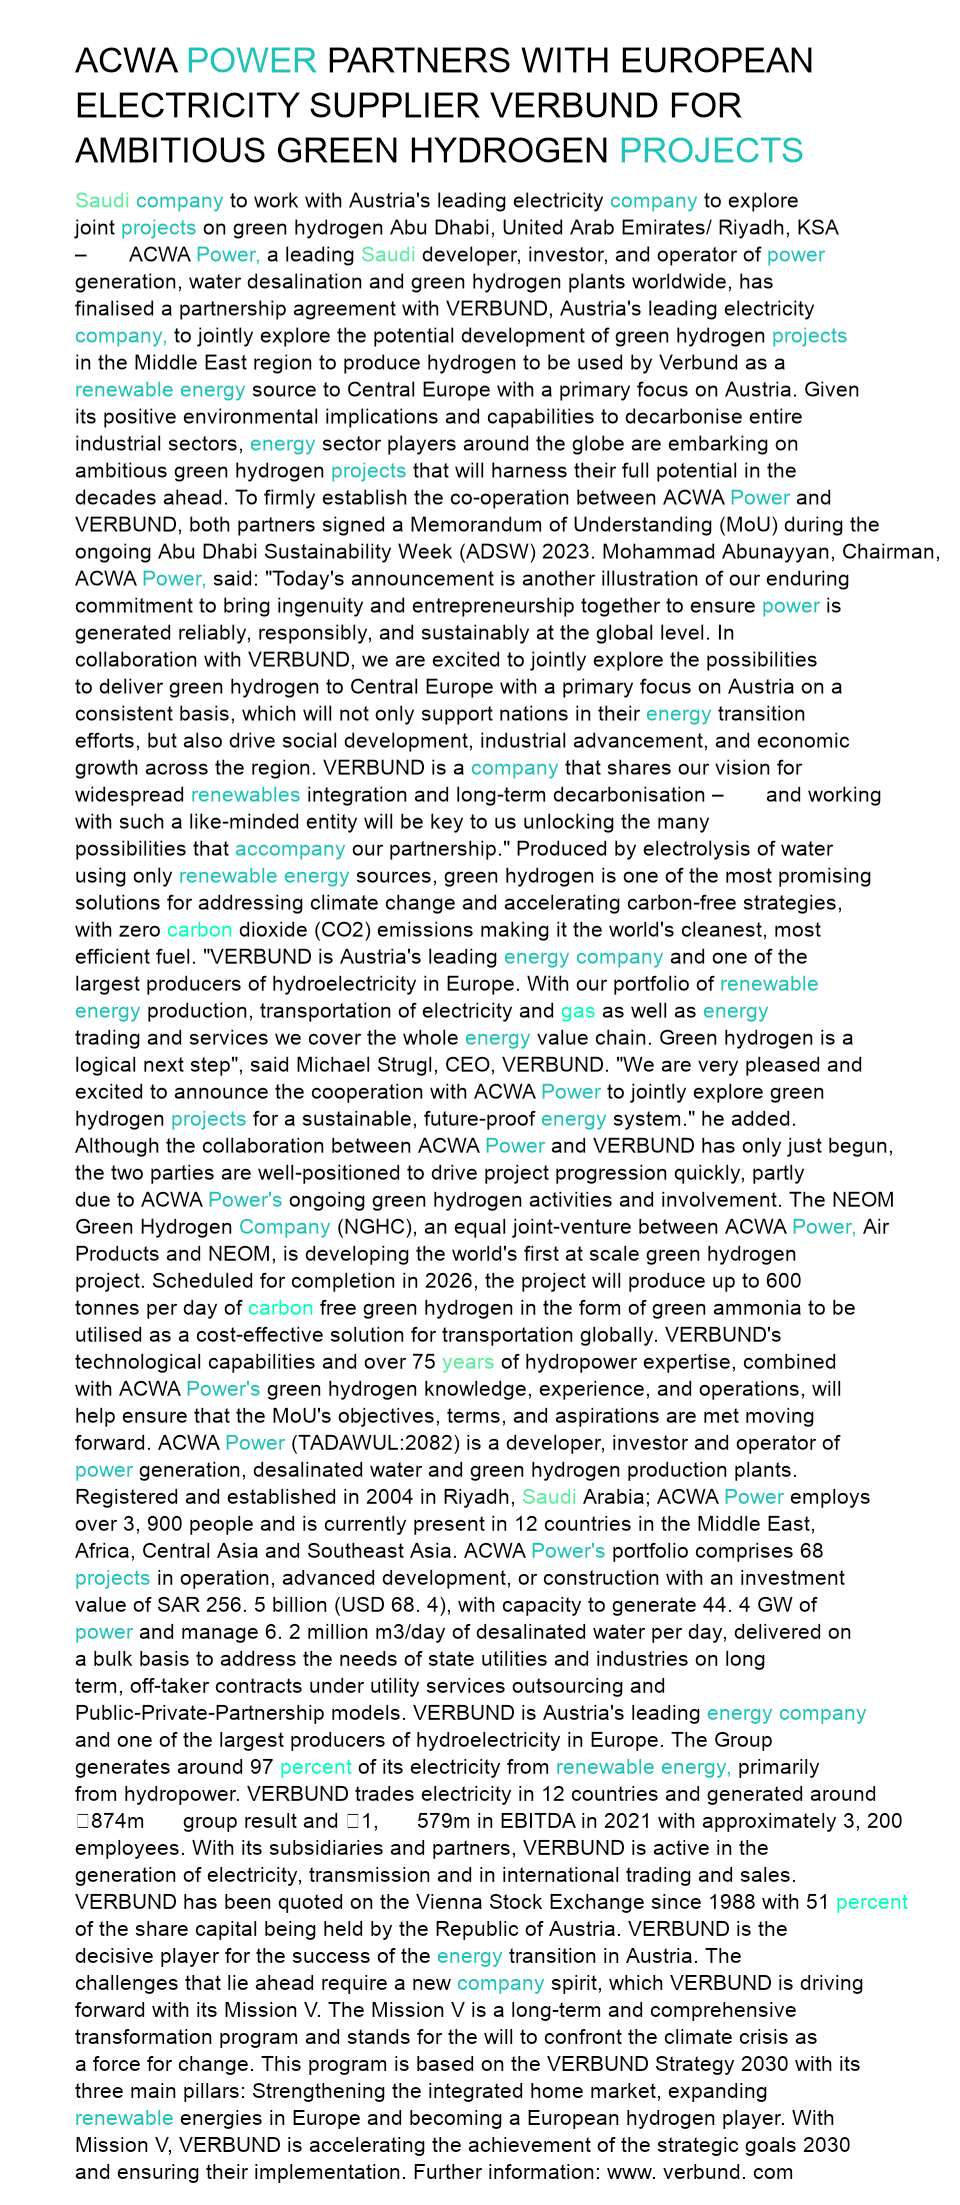 ACWA POWER PARTNERS WITH EUROPEAN
ELECTRICITY SUPPLIER VERBUND FOR
AMBITIOUS GREEN HYDROGEN PROJECTS
Saudi company to work with Austria's leading electricity company to explore
joint projects on green hydrogen Abu Dhabi, United Arab Emirates/ Riyadh, KSA
– ACWA Power, a leading Saudi developer, investor, and operator of power
generation, water desalination and green hydrogen plants worldwide, has
finalised a partnership agreement with VERBUND, Austria's leading electricity
company, to jointly explore the potential development of green hydrogen projects
in the Middle East region to produce hydrogen to be used by Verbund as a
renewable energy source to Central Europe with a primary focus on Austria. Given
its positive environmental implications and capabilities to decarbonise entire
industrial sectors, energy sector players around the globe are embarking on
ambitious green hydrogen projects that will harness their full potential in the
decades ahead. To firmly establish the co-operation between ACWA Power and
VERBUND, both partners signed a Memorandum of Understanding (MoU) during the
ongoing Abu Dhabi Sustainability Week (ADSW) 2023. Mohammad Abunayyan, Chairman,
ACWA Power, said: "Today's announcement is another illustration of our enduring
commitment to bring ingenuity and entrepreneurship together to ensure power is
generated reliably, responsibly, and sustainably at the global level. In
collaboration with VERBUND, we are excited to jointly explore the possibilities
to deliver green hydrogen to Central Europe with a primary focus on Austria on a
consistent basis, which will not only support nations in their energy transition
efforts, but also drive social development, industrial advancement, and economic
growth across the region. VERBUND is a company that shares our vision for
widespread renewables integration and long-term decarbonisation – and working
with such a like-minded entity will be key to us unlocking the many
possibilities that accompany our partnership." Produced by electrolysis of water
using only renewable energy sources, green hydrogen is one of the most promising
solutions for addressing climate change and accelerating carbon-free strategies,
with zero carbon dioxide (CO2) emissions making it the world's cleanest, most
efficient fuel. "VERBUND is Austria's leading energy company and one of the
largest producers of hydroelectricity in Europe. With our portfolio of renewable
energy production, transportation of electricity and gas as well as energy
trading and services we cover the whole energy value chain. Green hydrogen is a
logical next step", said Michael Strugl, CEO, VERBUND. "We are very pleased and
excited to announce the cooperation with ACWA Power to jointly explore green
hydrogen projects for a sustainable, future-proof energy system." he added.
Although the collaboration between ACWA Power and VERBUND has only just begun,
the two parties are well-positioned to drive project progression quickly, partly
due to ACWA Power's ongoing green hydrogen activities and involvement. The NEOM
Green Hydrogen Company (NGHC), an equal joint-venture between ACWA Power, Air
Products and NEOM, is developing the world's first at scale green hydrogen
project. Scheduled for completion in 2026, the project will produce up to 600
tonnes per day of carbon free green hydrogen in the form of green ammonia to be
utilised as a cost-effective solution for transportation globally. VERBUND's
technological capabilities and over 75 years of hydropower expertise, combined
with ACWA Power's green hydrogen knowledge, experience, and operations, will
help ensure that the MoU's objectives, terms, and aspirations are met moving
forward. ACWA Power (TADAWUL:2082) is a developer, investor and operator of
power generation, desalinated water and green hydrogen production plants.
Registered and established in 2004 in Riyadh, Saudi Arabia; ACWA Power employs
over 3, 900 people and is currently present in 12 countries in the Middle East,
Africa, Central Asia and Southeast Asia. ACWA Power's portfolio comprises 68
projects in operation, advanced development, or construction with an investment
value of SAR 256. 5 billion (USD 68. 4), with capacity to generate 44. 4 GW of
power and manage 6. 2 million m3/day of desalinated water per day, delivered on
a bulk basis to address the needs of state utilities and industries on long
term, off-taker contracts under utility services outsourcing and
Public-Private-Partnership models. VERBUND is Austria's leading energy company
and one of the largest producers of hydroelectricity in Europe. The Group
generates around 97 percent of its electricity from renewable energy, primarily
from hydropower. VERBUND trades electricity in 12 countries and generated around
□874m group result and □1, 579m in EBITDA in 2021 with approximately 3, 200
employees. With its subsidiaries and partners, VERBUND is active in the
generation of electricity, transmission and in international trading and sales.
VERBUND has been quoted on the Vienna Stock Exchange since 1988 with 51 percent
of the share capital being held by the Republic of Austria. VERBUND is the
decisive player for the success of the energy transition in Austria. The
challenges that lie ahead require a new company spirit, which VERBUND is driving
forward with its Mission V. The Mission V is a long-term and comprehensive
transformation program and stands for the will to confront the climate crisis as
a force for change. This program is based on the VERBUND Strategy 2030 with its
three main pillars: Strengthening the integrated home market, expanding
renewable energies in Europe and becoming a European hydrogen player. With
Mission V, VERBUND is accelerating the achievement of the strategic goals 2030
and ensuring their implementation. Further information: www. verbund. com